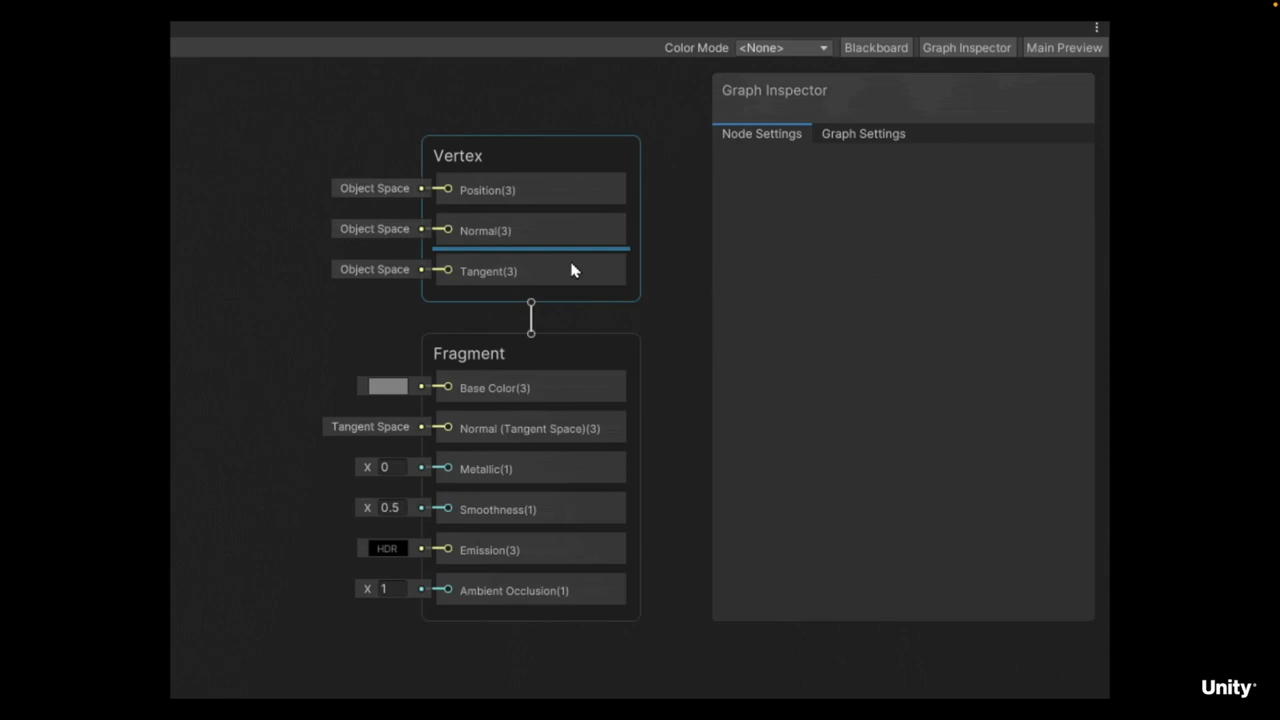 Color Mode <None> Blackboard Graph Inspector Main Preview
Graph Inspector
Node Settings Graph Settings
Vertex
Object Space Position(3)
Object Space Normal(3)
Object Space Tangent(3)
Fragment
Base Color(3)
Tangent Space Normal (Tangent Space)(3)
X 0 Metallic(1)
X 0.5 Smoothness(1)
HDR Emission(3)
X 1 Ambient Occlusion(1)
Unity